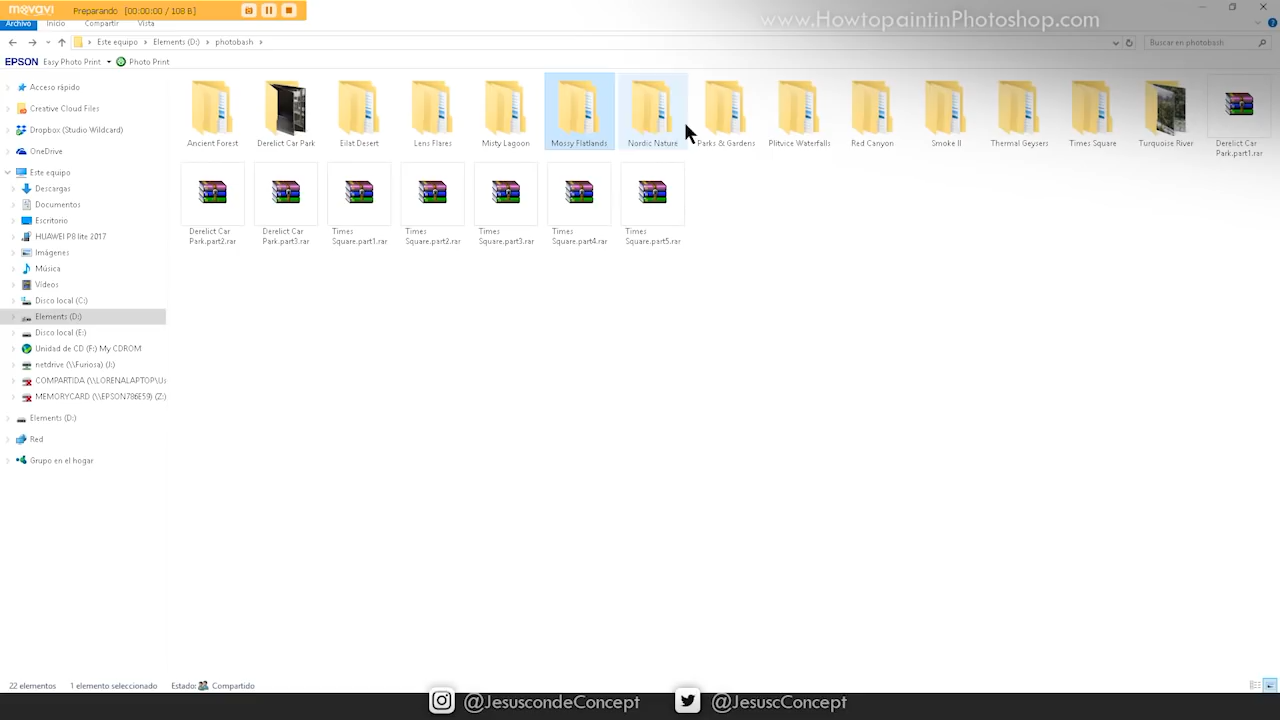 movavi Preparando [00:00:00 / 108 B]
www.HowtopaintinPhotoshop.com
Archivo Inicio Compartir Vista
Este equipo Elements (D:) photobash
Buscar en photobash
EPSON Easy Photo Print Photo Print
Acceso rápido
Creative Cloud Files
Dropbox (Studio Wildcard)
OneDrive
Este equipo
Descargas
Documentos
Escritorio
HUAWEI P8 lite 2017
Imágenes
Música
Vídeos
Disco local (C:)
Elements (D:)
Disco local (E:)
Unidad de CD (F:) My CDROM
netdrive (\\Furiosa) (J:)
COMPARTIDA (\\LORENALAPTOP\Us
MEMORYCARD (\\EPSON786E59) (Z:)
Elements (D:)
Red
Grupo en el hogar
Ancient Forest
Derelict Car Park
Eilat Desert
Lens Flares
Misty Lagoon
Mossy Flatlands
Nordic Nature
Parks & Gardens
Plitvice Waterfalls
Red Canyon
Smoke II
Thermal Geysers
Times Square
Turquoise River
Derelict Car
Park.part1.rar
Derelict Car
Park.part2.rar
Derelict Car
Park.part3.rar
Times
Square.part1.rar
Times
Square.part2.rar
Times
Square.part3.rar
Times
Square.part4.rar
Times
Square.part5.rar
22 elementos 1 elemento seleccionado Estado: Compartido
@JesuscondeConcept @JesuscConcept